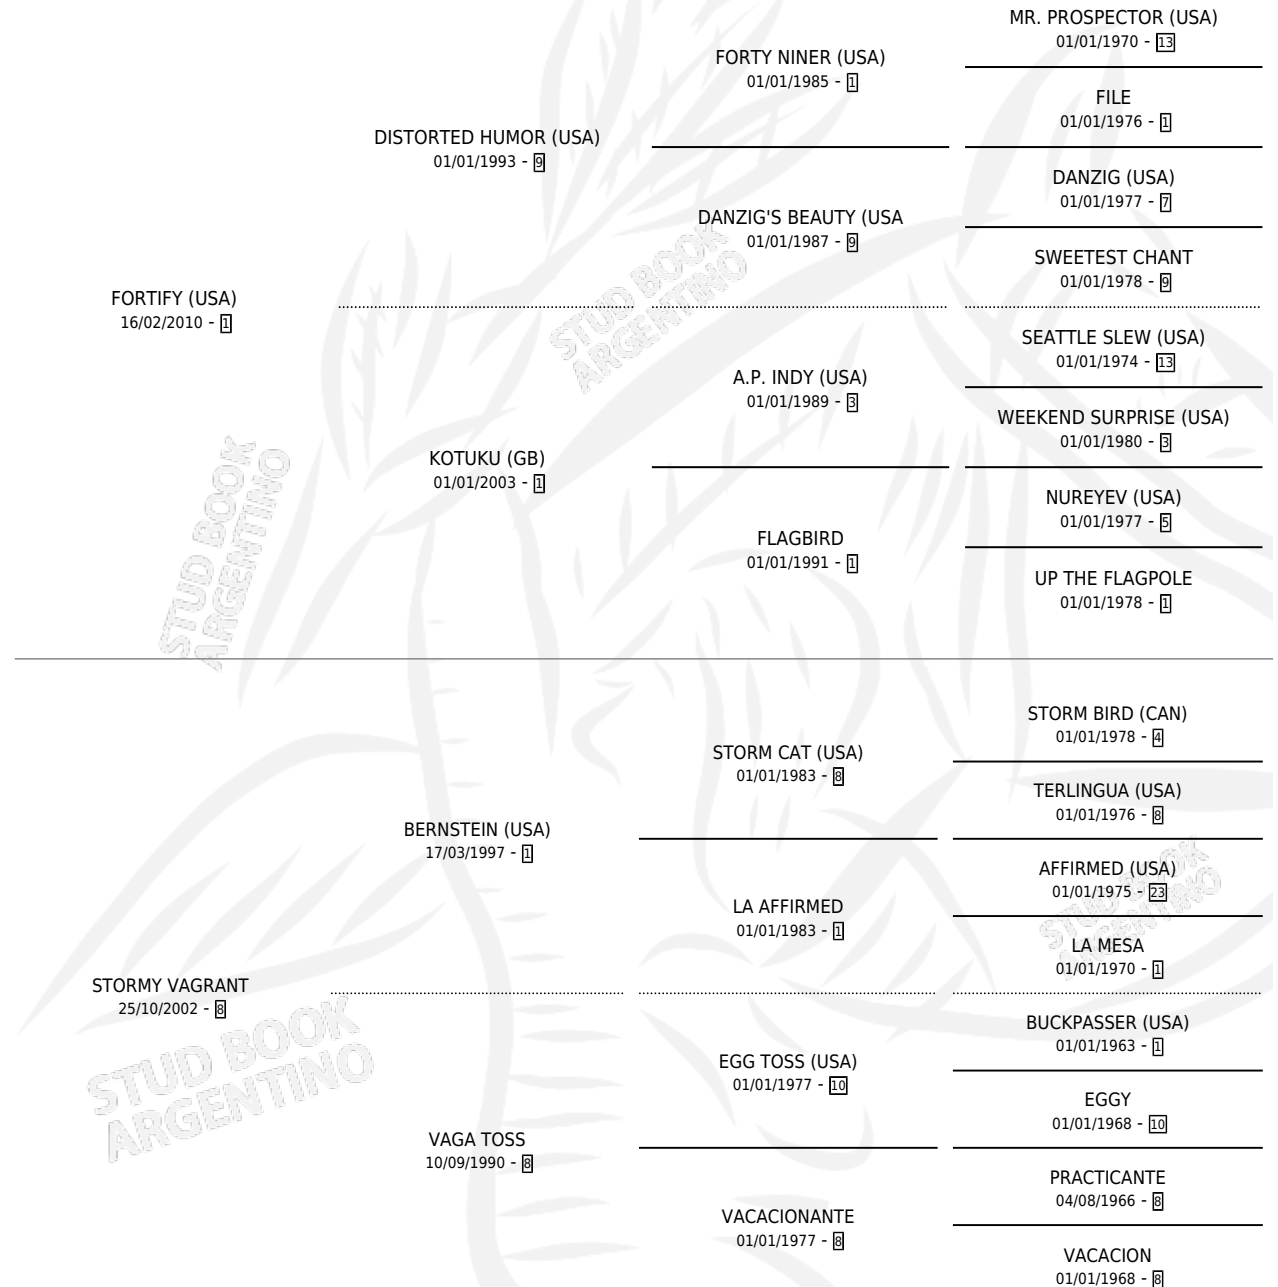 MR. PROSPECTOR (USA)
01/01/1970 - 13
FORTY NINER (USA)
01/01/1985 - 1
FILE
01/01/1976 - 1
DISTORTED HUMOR (USA)
01/01/1993 - 9
DANZIG (USA)
01/01/1977 - 7
DANZIG'S BEAUTY (USA
01/01/1987 - 9
SWEETEST CHANT
01/01/1978 - 9
FORTIFY (USA)
16/02/2010 - 1
STUD BOOK
ARGENTINO
SEATTLE SLEW (USA)
01/01/1974 - 13
A.P. INDY (USA)
01/01/1989 - 3
WEEKEND SURPRISE (USA)
01/01/1980 - 3
KOTUKU (GB)
01/01/2003 - 1
NUREYEV (USA)
01/01/1977 - 5
FLAGBIRD
01/01/1991 - 1
UP THE FLAGPOLE
01/01/1978 - 1
STUD BOOK
ARGENTINO
STORM BIRD (CAN)
01/01/1978 - 4
STORM CAT (USA)
01/01/1983 - 8
TERLINGUA (USA)
01/01/1976 - 8
BERNSTEIN (USA)
17/03/1997 - 1
AFFIRMED (USA)
01/01/1975 - 23
LA AFFIRMED
01/01/1983 - 1
STUD BOOK
ARGENTINO
LA MESA
01/01/1970 - 1
STORMY VAGRANT
25/10/2002 - 8
STUD BOOK
ARGENTINO
BUCKPASSER (USA)
01/01/1963 - 1
EGG TOSS (USA)
01/01/1977 - 10
EGGY
01/01/1968 - 10
VAGA TOSS
10/09/1990 - 8
PRACTICANTE
04/08/1966 - 8
VACACIONANTE
01/01/1977 - 8
VACACION
01/01/1968 - 8